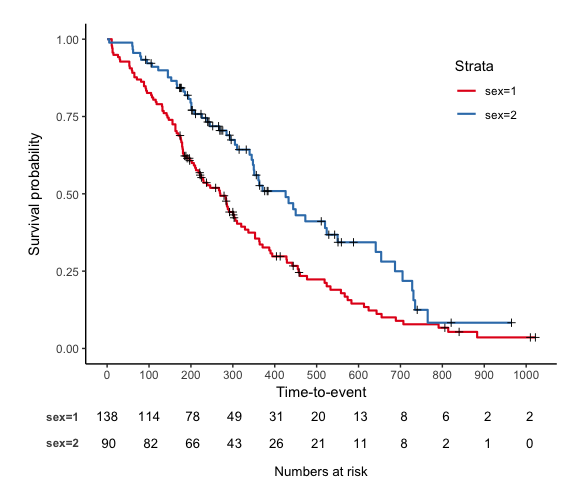 1.00
0.75
0.50
0.25
0.00
Survival probability
Strata
sex=1
sex=2
0 100 200 300 400 500 600 700 800 900 1000
Time-to-event
sex=1 138 114 78 49 31 20 13 8 6 2 2
sex=2 90 82 66 43 26 21 11 8 2 1 0
Numbers at risk